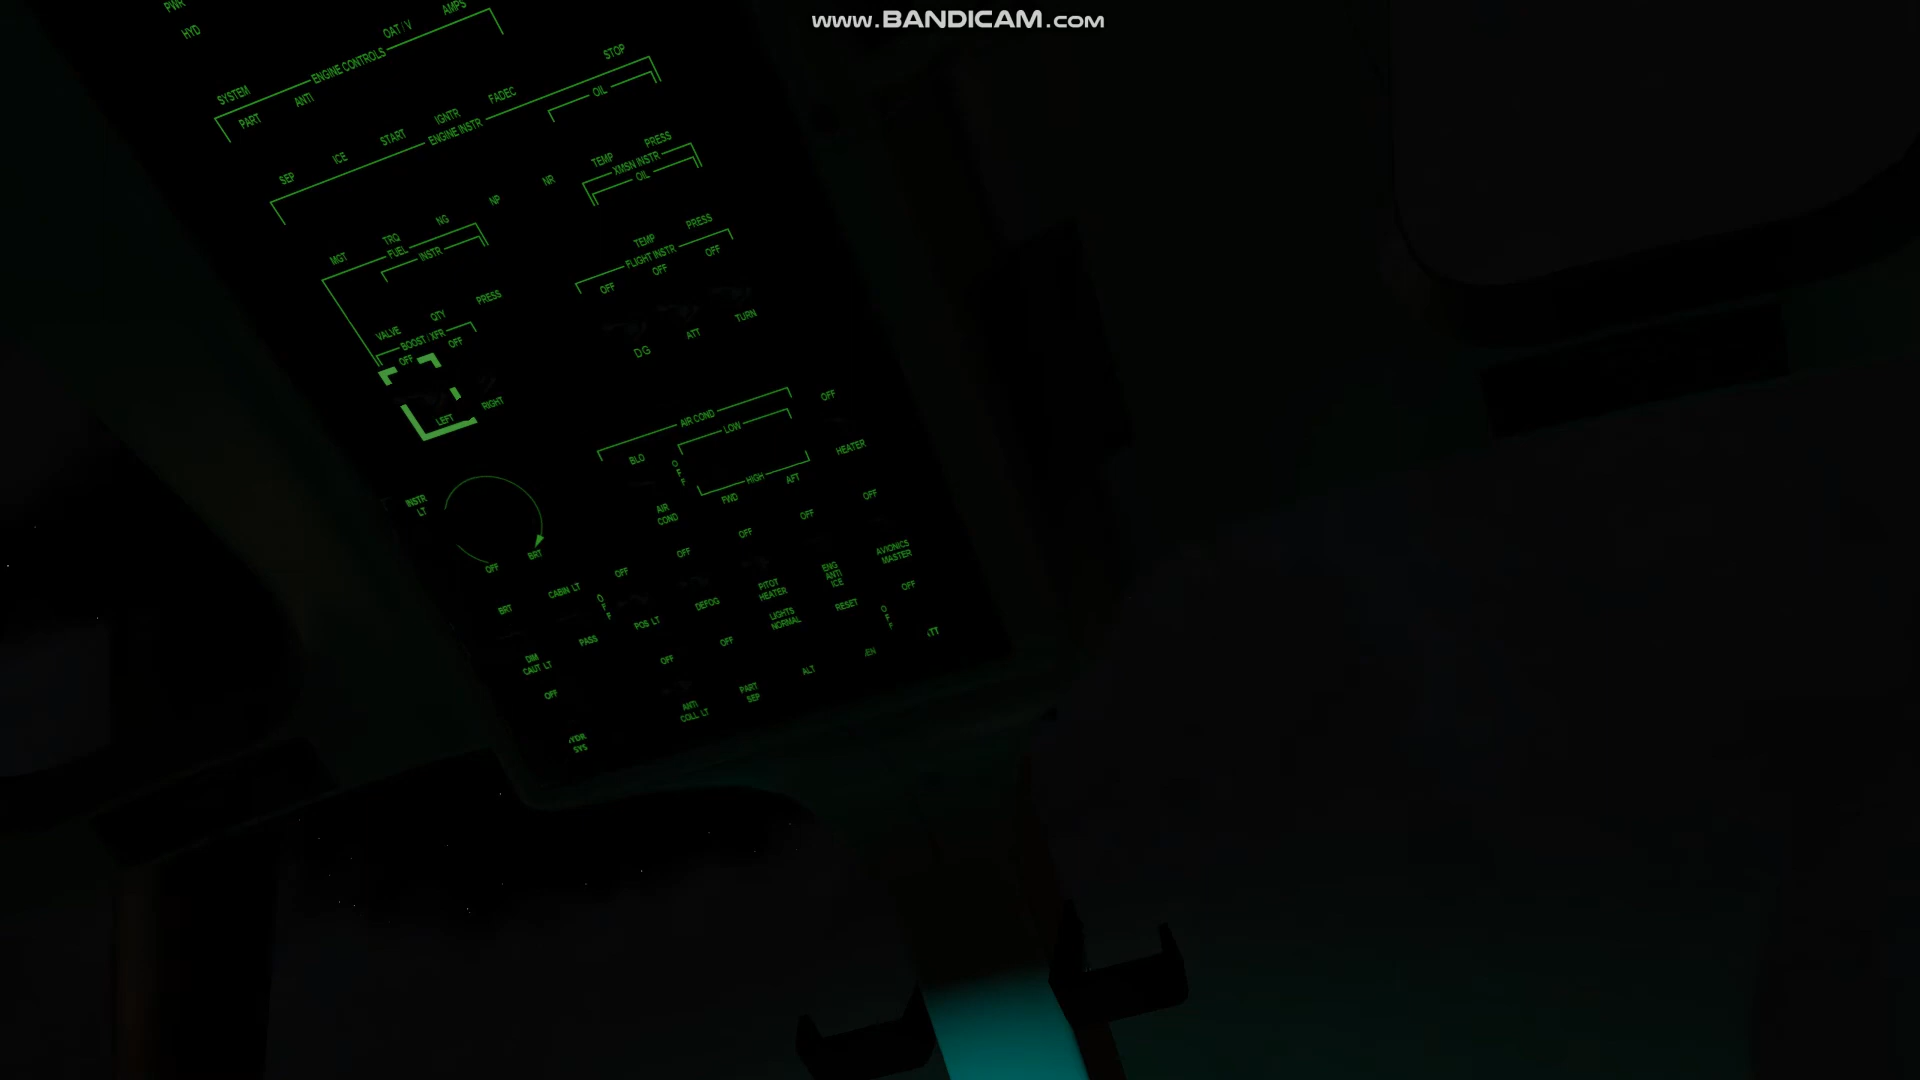 www.BANDICAM.com
PWR
HYD
OAT/V
AMPS
ENGINE CONTROLS
SYSTEM
ANTI
PART
STOP
OIL
FADEC
IGNTR
START
ENGINE INSTR
ICE
SEP
TEMP
PRESS
XMSN INSTR
OIL
NR
NP
NG
TRQ
MGT
FUEL
INSTR
TEMP
PRESS
FLIGHT INSTR
OFF
OFF
OFF
VALVE
QTY
PRESS
BOOST/XFR
OFF
OFF
DG
ATT
TURN
LEFT
RIGHT
AIR COND
LOW
OFF
BLO
OFF
HEATER
HIGH
FWD
AFT
INSTR
LT
AIR
COND
OFF
BRT
OFF
OFF
OFF
OFF
OFF
BRT
CABIN LT
OFF
PASS
POS LT
DEFOG
PITOT
HEATER
ENG
ANTI
ICE
AVIONICS
MASTER
LIGHTS
NORMAL
RESET
OFF
OFF
DIM
CAUT LT
OFF
OFF
OFF
ANTI
COLL LT
PART
SEP
ALT
EN
TT
YDR
SYS